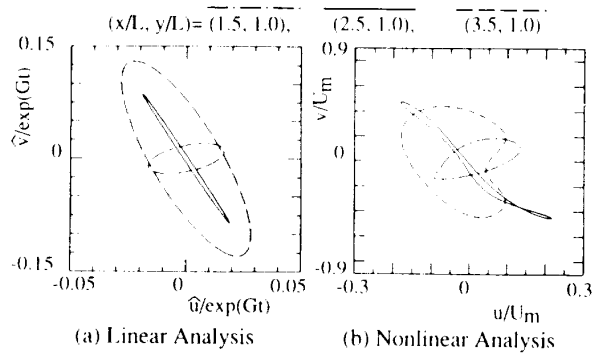 (x/L, y/L)= (1.5, 1.0), (2.5, 1.0), (3.5, 1.0)
0.15
v̂/exp(Gt)
0
-0.15
-0.05
0
0.05
û/exp(Gt)
(a) Linear Analysis
0.9
v/Um
0
-0.9
-0.3
0
0.3
u/Um
(b) Nonlinear Analysis